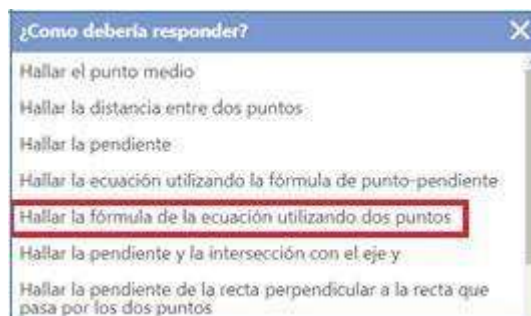 ¿Como debería responder?
Hallar el punto medio
Hallar la distancia entre dos puntos
Hallar la pendiente
Hallar la ecuación utilizando la fórmula de punto-pendiente
Hallar la fórmula de la ecuación utilizando dos puntos
Hallar la pendiente y la intersección con el eje y
Hallar la pendiente de la recta perpendicular a la recta que
pasa por los dos puntos